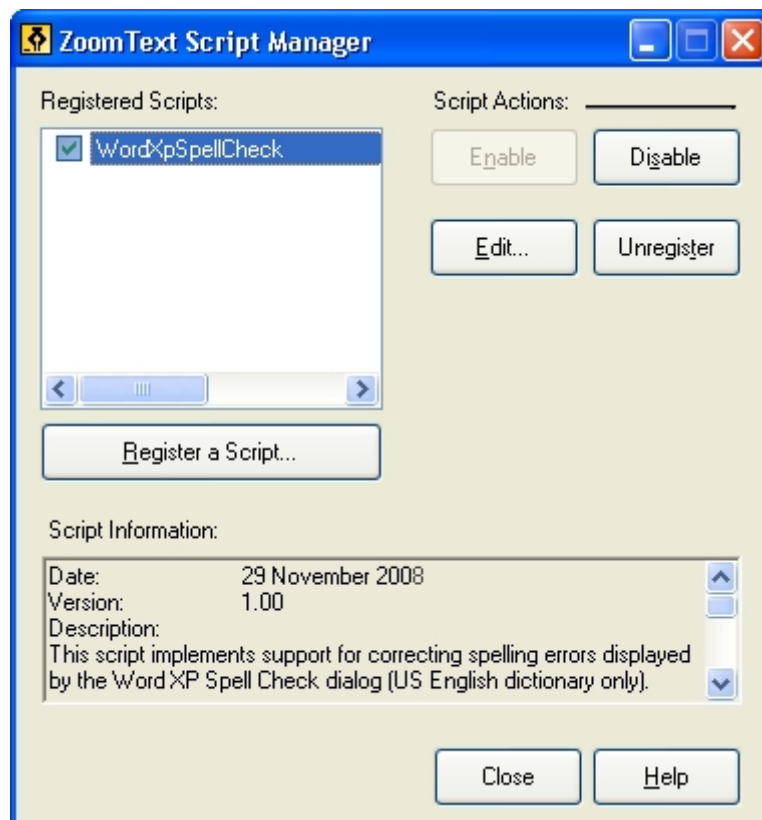 ZoomText Script Manager
Registered Scripts:
Script Actions:
WordXpSpellCheck
Enable
Disable
Edit...
Unregister
Register a Script...
Script Information:
Date: 29 November 2008
Version: 1.00
Description:
This script implements support for correcting spelling errors displayed
by the Word XP Spell Check dialog (US English dictionary only).
Close
Help